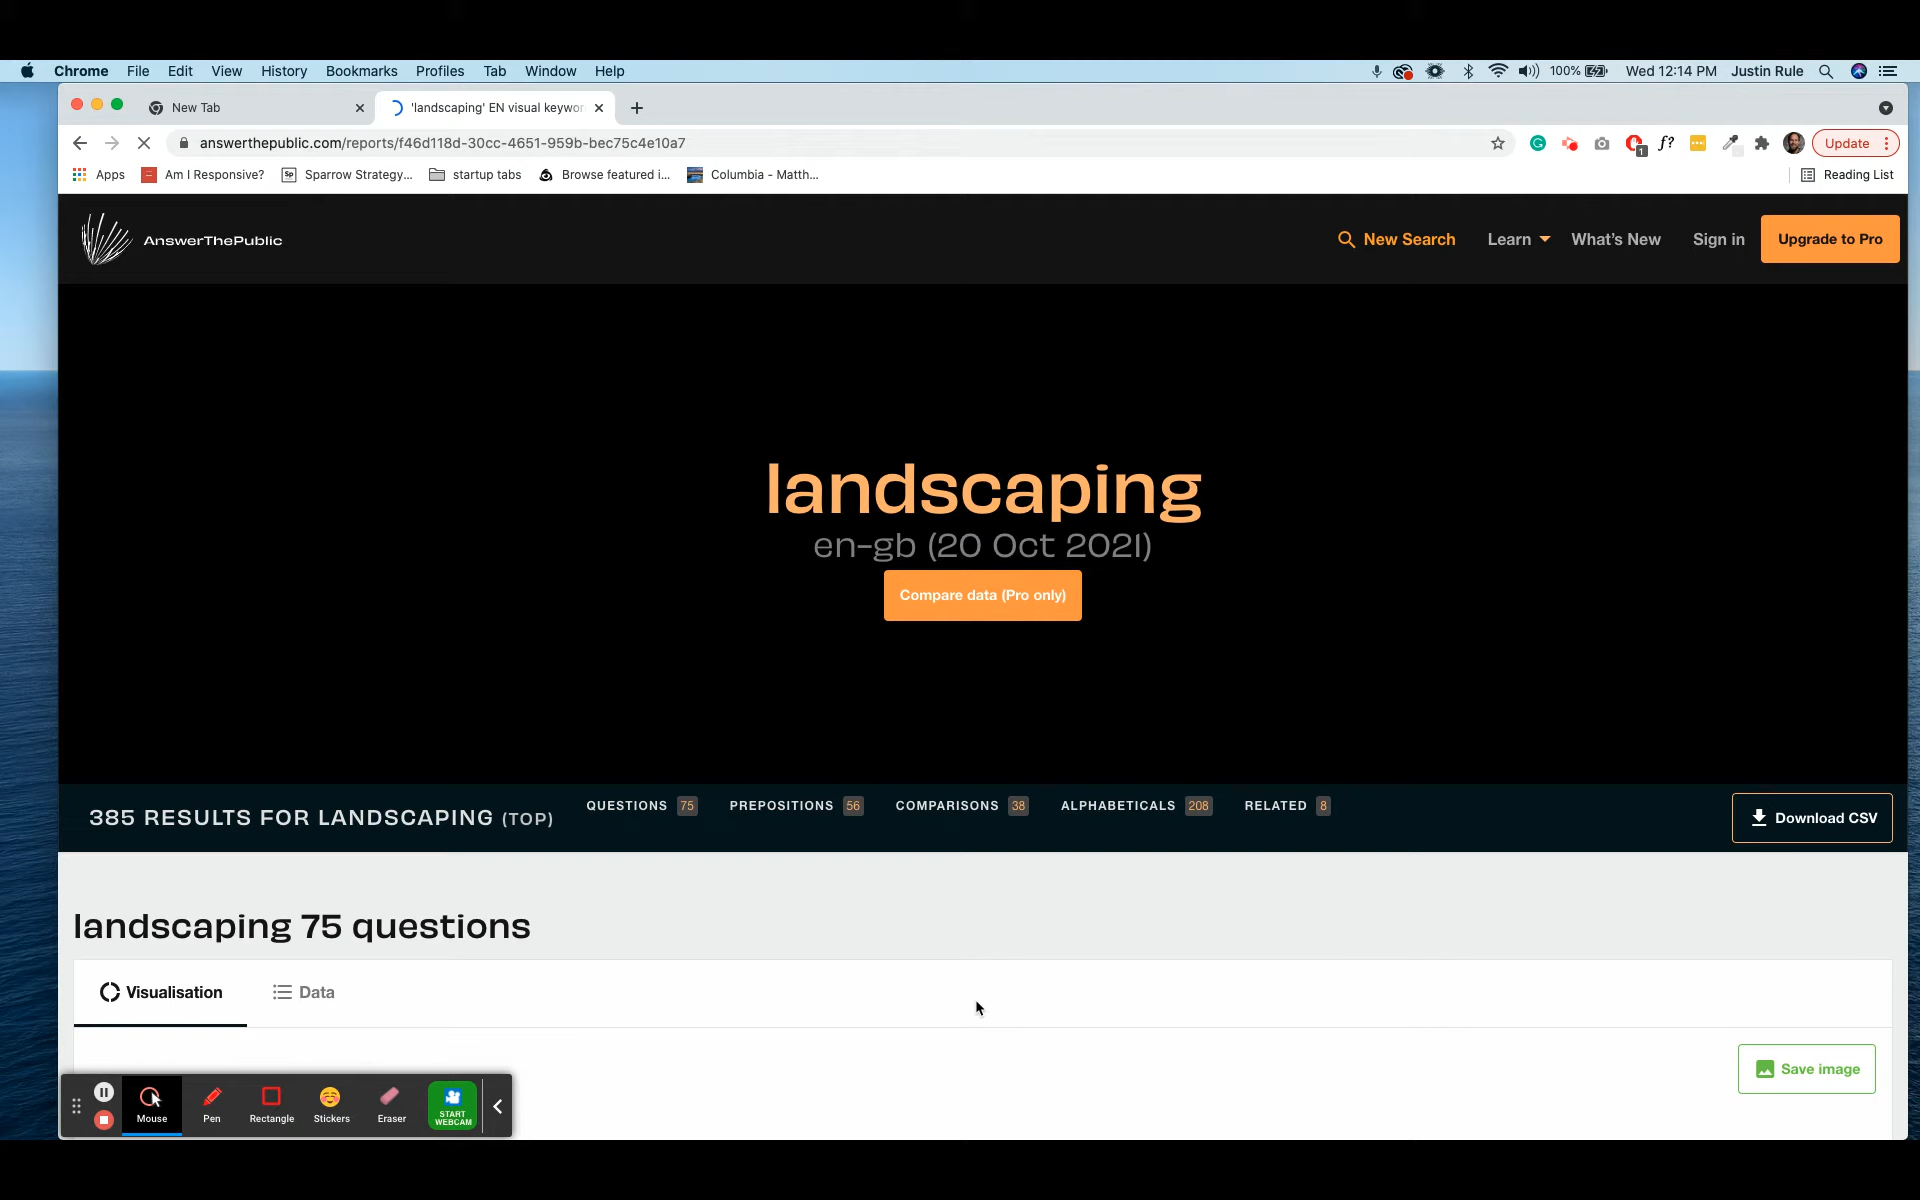 Chrome File Edit View History Bookmarks Profiles Tab Window Help 100% Wed 12:14 PM Justin Rule
New Tab 'landscaping' EN visual keywor
answerthepublic.com/reports/f46d118d-30cc-4651-959b-bec75c4e10a7 1 f? Update
Apps Am I Responsive? Sp Sparrow Strategy... startup tabs Browse featured i... Columbia - Matth... Reading List
AnswerThePublic New Search Learn What's New Sign in Upgrade to Pro
landscaping
en-gb (20 Oct 2021)
Compare data (Pro only)
385 RESULTS FOR LANDSCAPING (TOP) QUESTIONS 75 PREPOSITIONS 56 COMPARISONS 38 ALPHABETICALS 208 RELATED 8 Download CSV
landscaping 75 questions
Visualisation Data
Save image
Mouse Pen Rectangle Stickers Eraser START WEBCAM